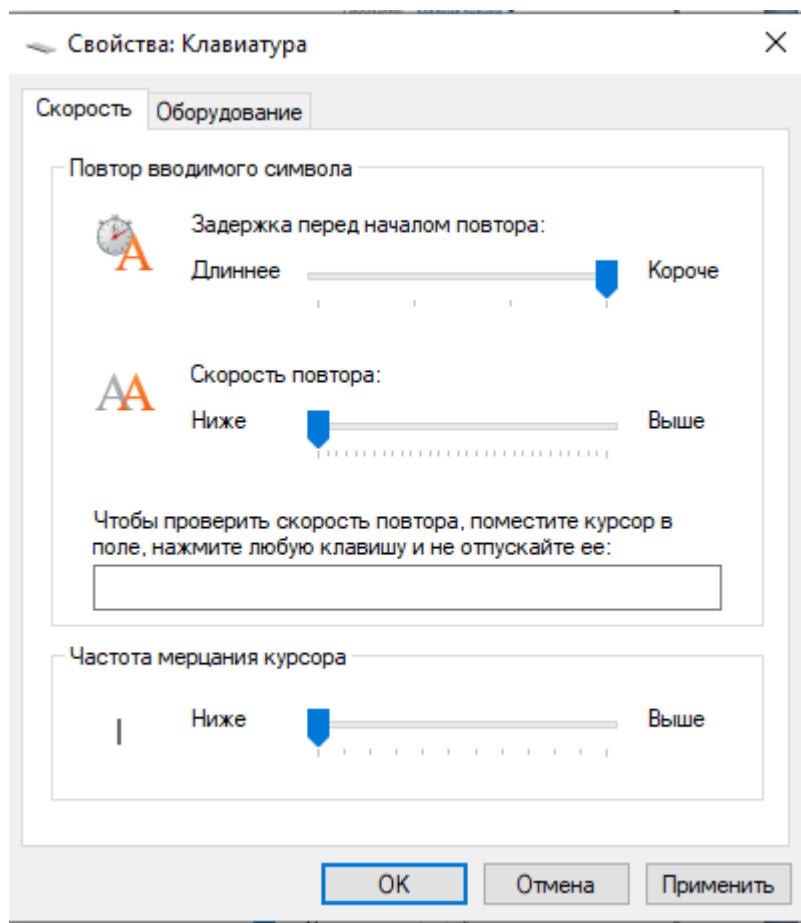 Свойства: Клавиатура
Скорость
Оборудование
Повтор вводимого символа
Задержка перед началом повтора:
Длиннее
Короче
Скорость повтора:
Ниже
Выше
Чтобы проверить скорость повтора, поместите курсор в
поле, нажмите любую клавишу и не отпускайте ее:
Частота мерцания курсора
Ниже
Выше
OK
Отмена
Применить